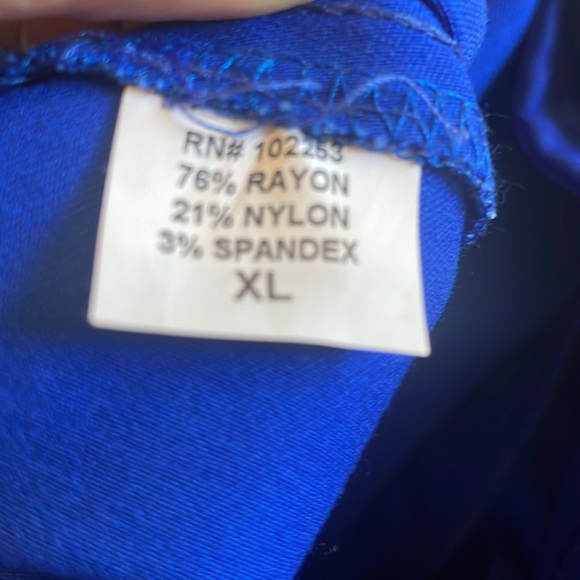 RN# 102253
76% RAYON
21% NYLON
3% SPANDEX
XL